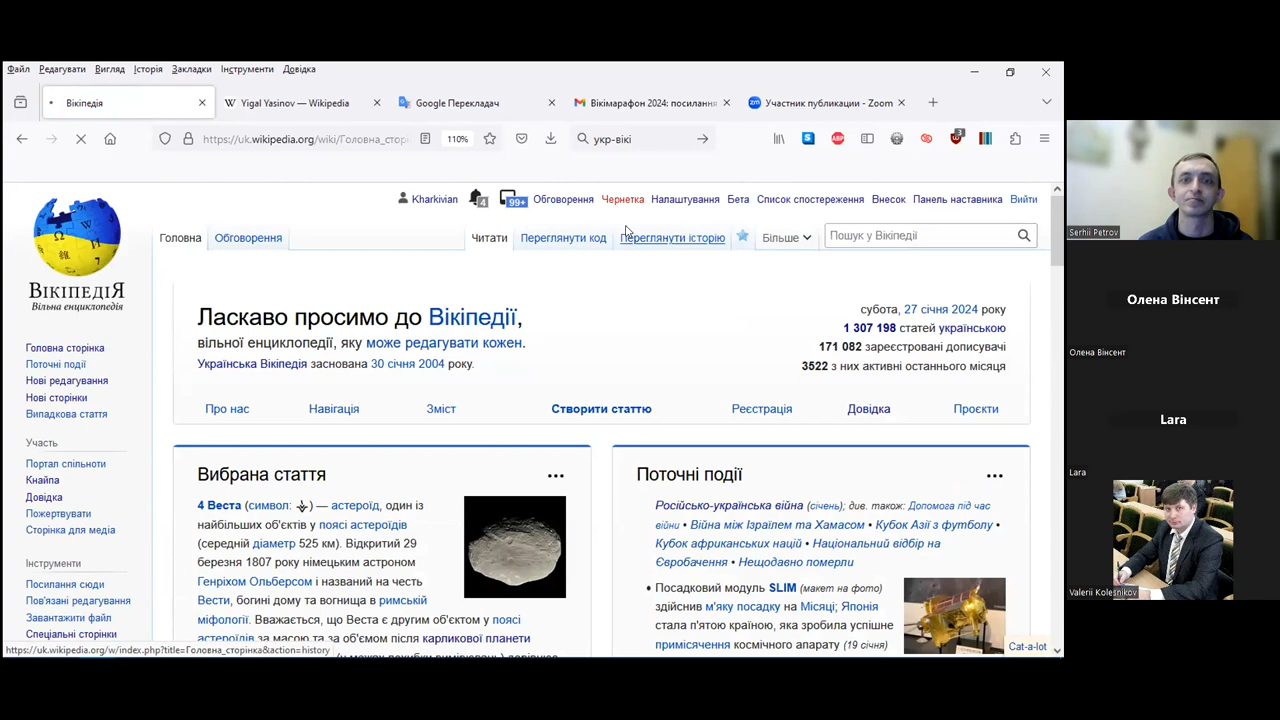 Файл Редагувати Вигляд Історія Закладки Інструменти Довідка
Вікіпедія
Yigal Yasinov — Wikipedia
Google Перекладач
Вікімарафон 2024: посилання
Участник публикации - Zoom
https://uk.wikipedia.org/wiki/Головна_сторі
110%
укр-вікі
3
Kharkivian 4 99+ Обговорення Чернетка Налаштування Бета Список спостереження Внесок Панель наставника Вийти
Головна Обговорення Читати Переглянути код Переглянути історію Більше
Пошук у Вікіпедії
ВІКІПЕДІЯ
Вільна енциклопедія
Головна сторінка
Поточні події
Нові редагування
Нові сторінки
Випадкова стаття
Участь
Портал спільноти
Кнайпа
Довідка
Пожертвувати
Сторінка для медіа
Інструменти
Посилання сюди
Пов'язані редагування
Завантажити файл
Спеціальні сторінки
https://uk.wikipedia.org/w/index.php?title=Головна_сторінка&action=history
Ласкаво просимо до Вікіпедії,
вільної енциклопедії, яку може редагувати кожен.
Українська Вікіпедія заснована 30 січня 2004 року.
субота, 27 січня 2024 року
1 307 198 статей українською
171 082 зареєстровані дописувачі
3522 з них активні останнього місяця
Про нас Навігація Зміст Створити статтю Реєстрація Довідка Проєкти
Вибрана стаття
4 Веста (символ: ) — астероїд, один із
найбільших об'єктів у поясі астероїдів
(середній діаметр 525 км). Відкритий 29
березня 1807 року німецьким астроном
Генріхом Ольберсом і названий на честь
Вести, богині дому та вогнища в римській
міфології. Вважається, що Веста є другим об'єктом у поясі
астероїдів за масою та за об'ємом після карликової планети
Поточні події
Російсько-українська війна (січень); див. також: Допомога під час
війни • Війна між Ізраїлем та Хамасом • Кубок Азії з футболу •
Кубок африканських націй • Національний відбір на
Євробачення • Нещодавно померли
Посадковий модуль SLIM (макет на фото)
здійснив м'яку посадку на Місяці; Японія
стала п'ятою країною, яка зробила успішне
примісячення космічного апарату (19 січня)
Cat-a-lot
Serhii Petrov
Олена Вінсент
Олена Вінсент
Lara
Lara
Valerii Kolesnikov